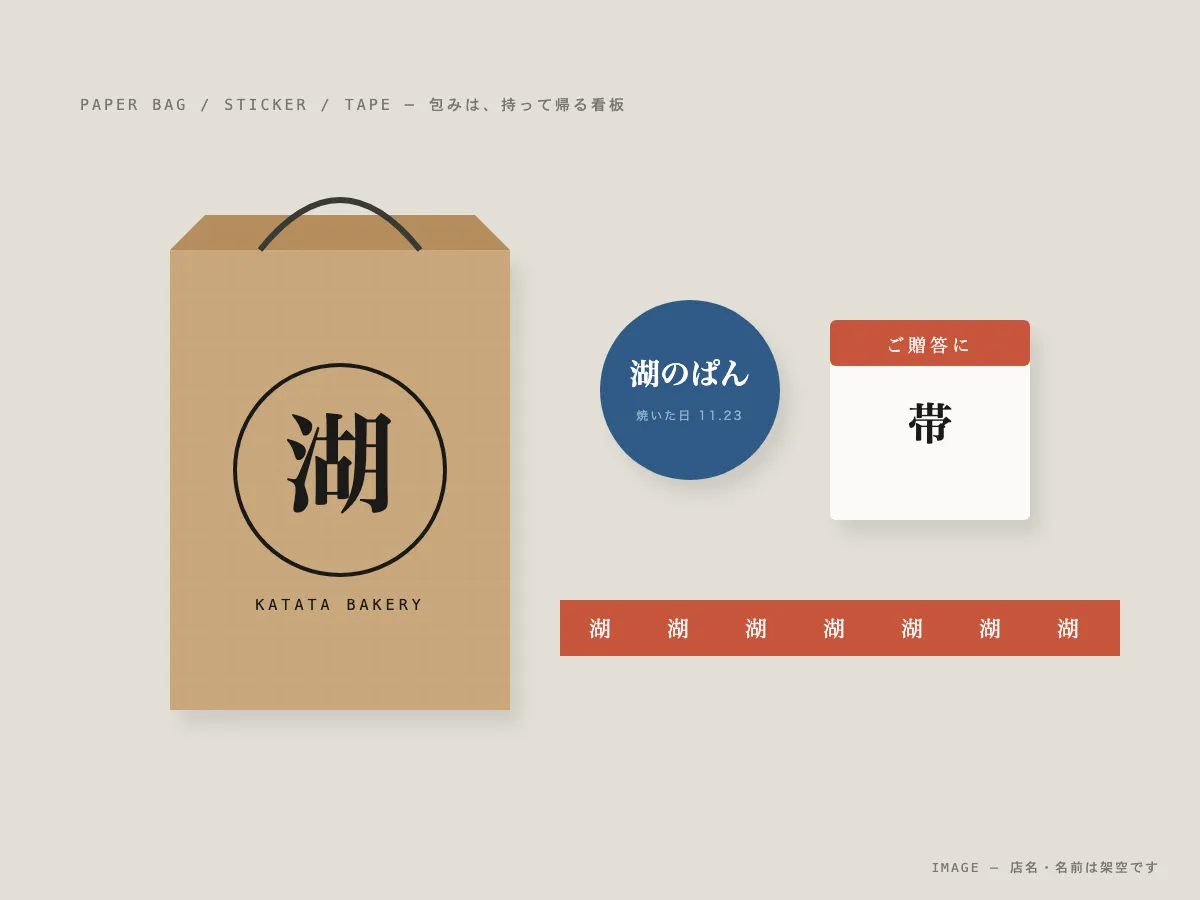 PAPER BAG / STICKER / TAPE — 包みは、持って帰る看板
湖
KATATA BAKERY
湖のぱん
焼いた日 11.23
ご贈答に
帯
湖 湖 湖 湖 湖 湖 湖
IMAGE — 店名・名前は架空です